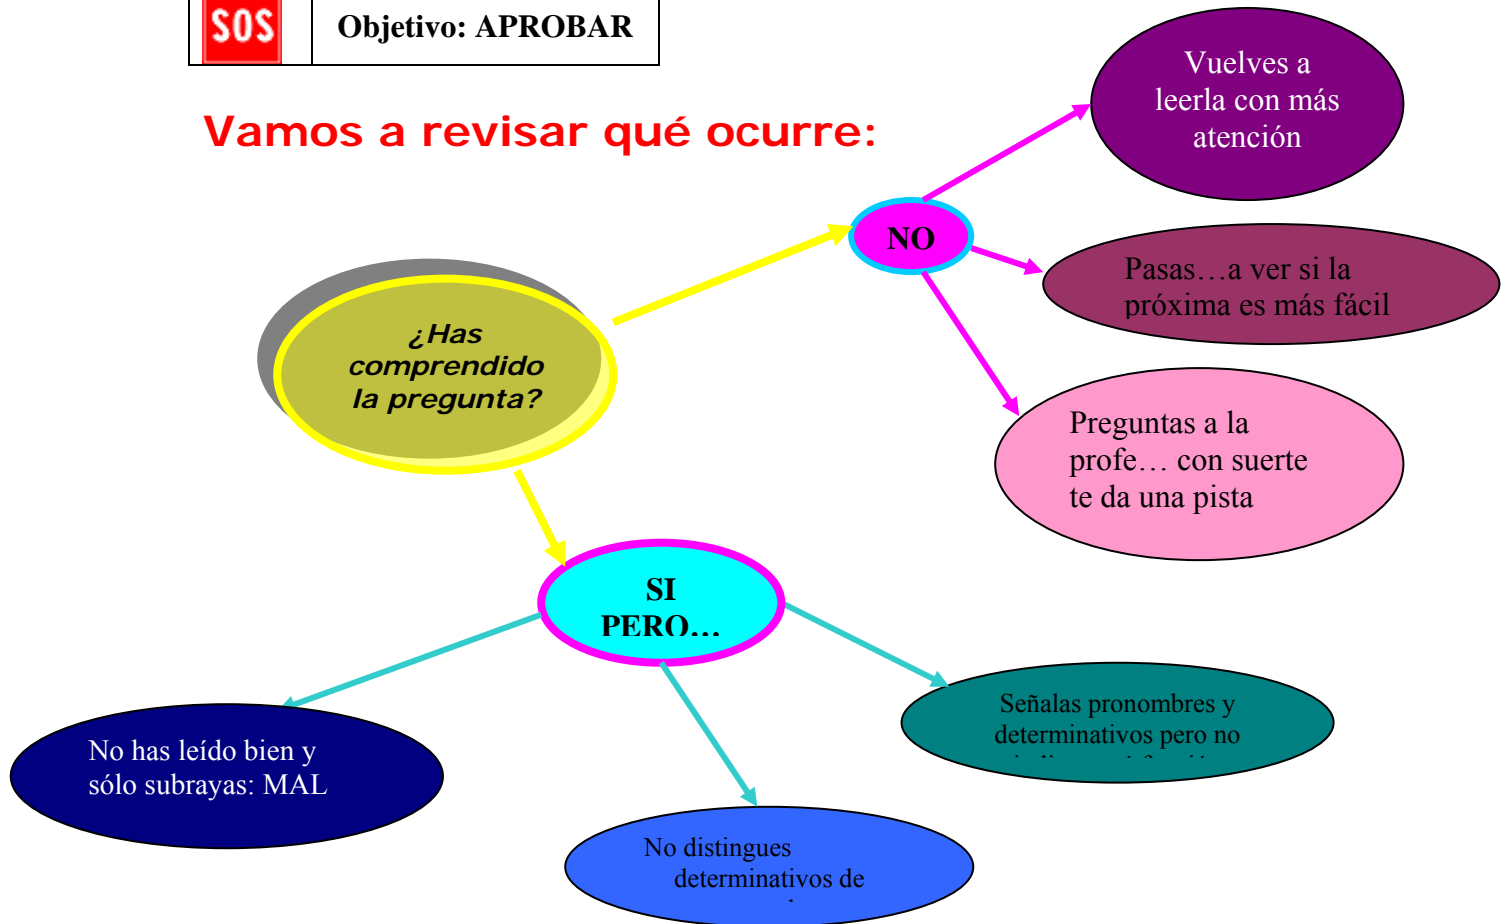 SOS
Objetivo: APROBAR
Vamos a revisar qué ocurre:
Vuelves a
leerla con más
atención
NO
Pasas…a ver si la
próxima es más fácil
¿Has
comprendido
la pregunta?
Preguntas a la
profe… con suerte
te da una pista
SI
PERO…
Señalas pronombres y
determinativos pero no
No has leído bien y
sólo subrayas: MAL
No distingues
determinativos de